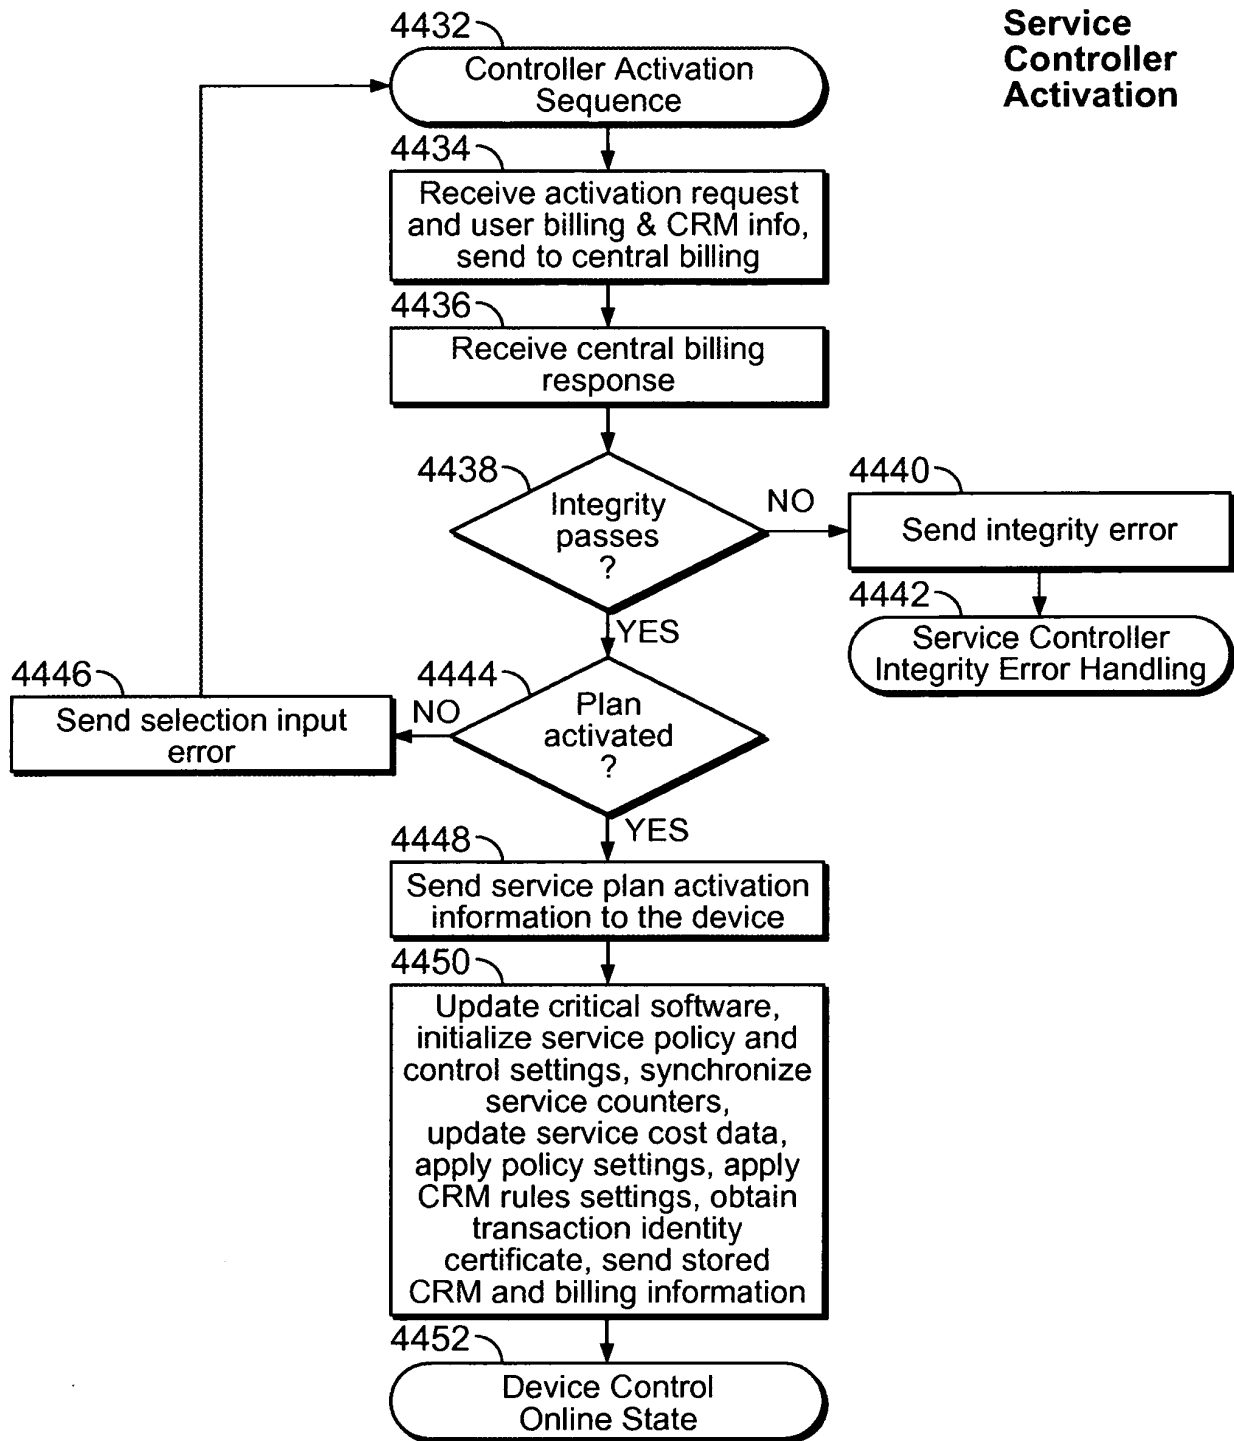 Service
Controller
Activation
4432
Controller Activation
Sequence
4434
Receive activation request
and user billing & CRM info,
send to central billing
4436
Receive central billing
response
4438
Integrity
passes
?
NO
4440
Send integrity error
4442
Service Controller
Integrity Error Handling
YES
4444
Plan
activated
?
NO
4446
Send selection input
error
YES
4448
Send service plan activation
information to the device
4450
Update critical software,
initialize service policy and
control settings, synchronize
service counters,
update service cost data,
apply policy settings, apply
CRM rules settings, obtain
transaction identity
certificate, send stored
CRM and billing information
4452
Device Control
Online State